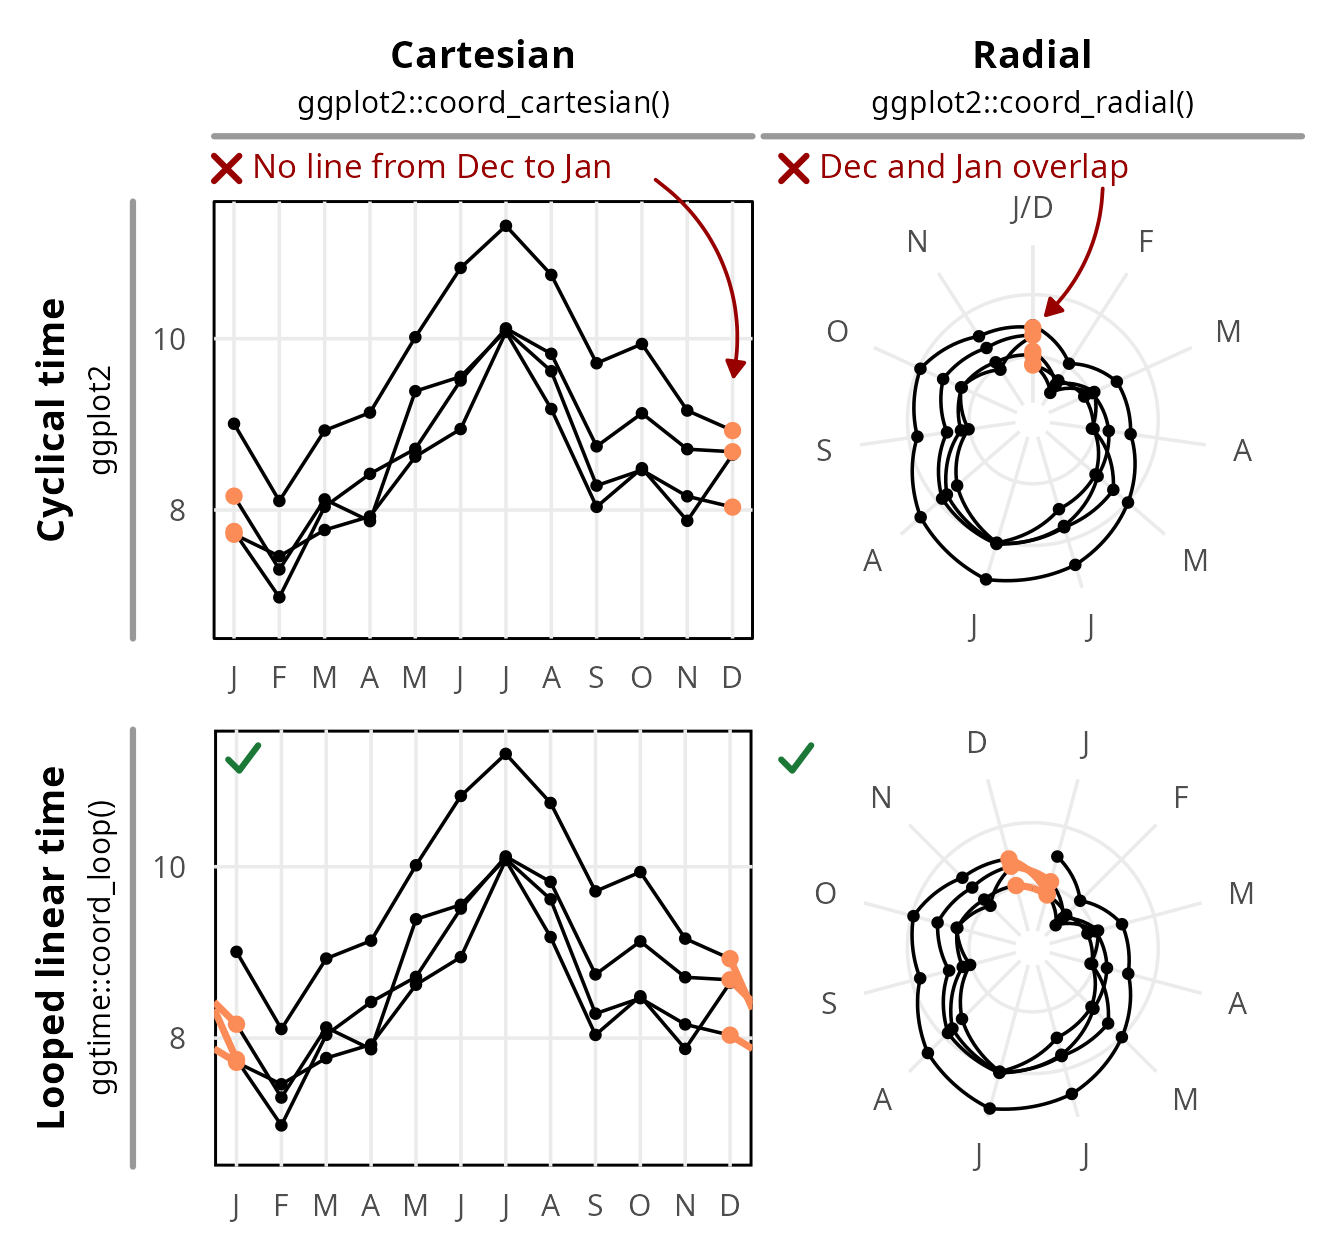 Cartesian
ggplot2::coord_cartesian()
Radial
ggplot2::coord_radial()
Cyclical time
ggplot2
No line from Dec to Jan
10
8
J F M A M J J A S O N D
Dec and Jan overlap
J/D
N F
O M
S A
A M
J J
Looped linear time
ggtime::coord_loop()
10
8
J F M A M J J A S O N D
D J
N F
O M
S A
A M
J J